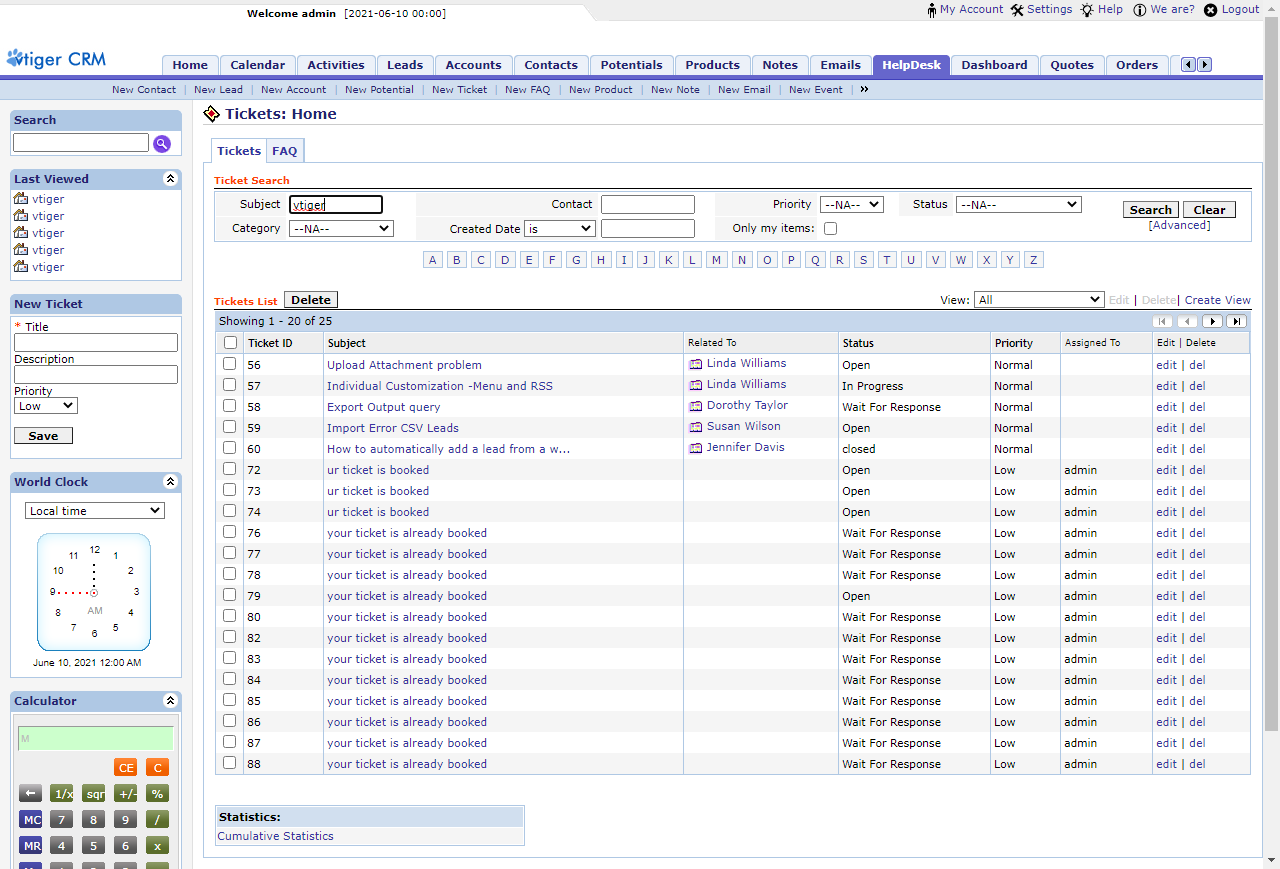 Welcome admin [2021-06-10 00:00]
My Account Settings Help We are? Logout
vtiger CRM
Home Calendar Activities Leads Accounts Contacts Potentials Products Notes Emails HelpDesk Dashboard Quotes Orders
New Contact | New Lead | New Account | New Potential | New Ticket | New FAQ | New Product | New Note | New Email | New Event | »
Search
Last Viewed
vtiger
vtiger
vtiger
vtiger
vtiger
New Ticket
* Title
Description
Priority
Low
Save
World Clock
Local time
12
11 1
10 2
9 3
AM
8 4
7 5
6
June 10, 2021 12:00 AM
Calculator
M
CE C
← 1/x sqr +/- %
MC 7 8 9 /
MR 4 5 6 x
Tickets: Home
Tickets FAQ
Ticket Search
Subject vtiger Contact Priority --NA-- Status --NA-- Search Clear
Category --NA-- Created Date is Only my items: [Advanced]
A B C D E F G H I J K L M N O P Q R S T U V W X Y Z
Tickets List Delete View: All Edit | Delete | Create View
Showing 1 - 20 of 25
Ticket ID Subject Related To Status Priority Assigned To Edit | Delete
56 Upload Attachment problem Linda Williams Open Normal edit | del
57 Individual Customization -Menu and RSS Linda Williams In Progress Normal edit | del
58 Export Output query Dorothy Taylor Wait For Response Normal edit | del
59 Import Error CSV Leads Susan Wilson Open Normal edit | del
60 How to automatically add a lead from a w... Jennifer Davis closed Normal edit | del
72 ur ticket is booked Open Low admin edit | del
73 ur ticket is booked Open Low admin edit | del
74 ur ticket is booked Open Low admin edit | del
76 your ticket is already booked Wait For Response Low admin edit | del
77 your ticket is already booked Wait For Response Low admin edit | del
78 your ticket is already booked Wait For Response Low admin edit | del
79 your ticket is already booked Open Low admin edit | del
80 your ticket is already booked Wait For Response Low admin edit | del
82 your ticket is already booked Wait For Response Low admin edit | del
83 your ticket is already booked Wait For Response Low admin edit | del
84 your ticket is already booked Wait For Response Low admin edit | del
85 your ticket is already booked Wait For Response Low admin edit | del
86 your ticket is already booked Wait For Response Low admin edit | del
87 your ticket is already booked Wait For Response Low admin edit | del
88 your ticket is already booked Wait For Response Low admin edit | del
Statistics:
Cumulative Statistics